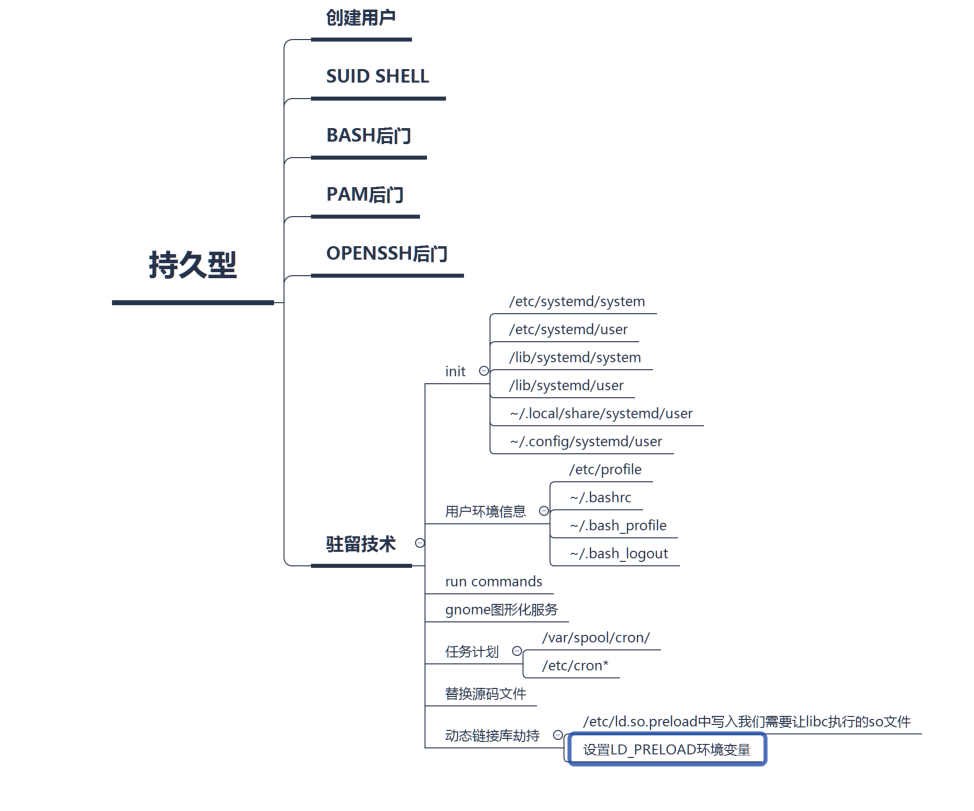 创建用户
SUID SHELL
BASH后门
PAM后门
OPENSSH后门
持久型
/etc/systemd/system
/etc/systemd/user
/lib/systemd/system
/lib/systemd/user
~/.local/share/systemd/user
~/.config/systemd/user
init
/etc/profile
~/.bashrc
~/.bash_profile
~/.bash_logout
用户环境信息
驻留技术
run commands
gnome图形化服务
任务计划
/var/spool/cron/
/etc/cron*
替换源码文件
动态链接库劫持
/etc/ld.so.preload中写入我们需要让libc执行的so文件
设置LD_PRELOAD环境变量